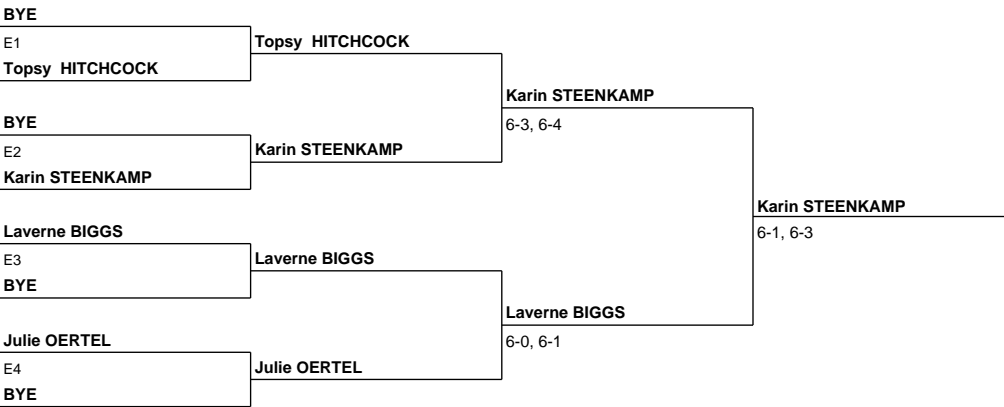 BYE
E1
Topsy HITCHCOCK
Topsy HITCHCOCK
Karin STEENKAMP
6-3, 6-4
BYE
E2
Karin STEENKAMP
Karin STEENKAMP
Karin STEENKAMP
6-1, 6-3
Laverne BIGGS
E3
BYE
Laverne BIGGS
Laverne BIGGS
6-0, 6-1
Julie OERTEL
E4
BYE
Julie OERTEL